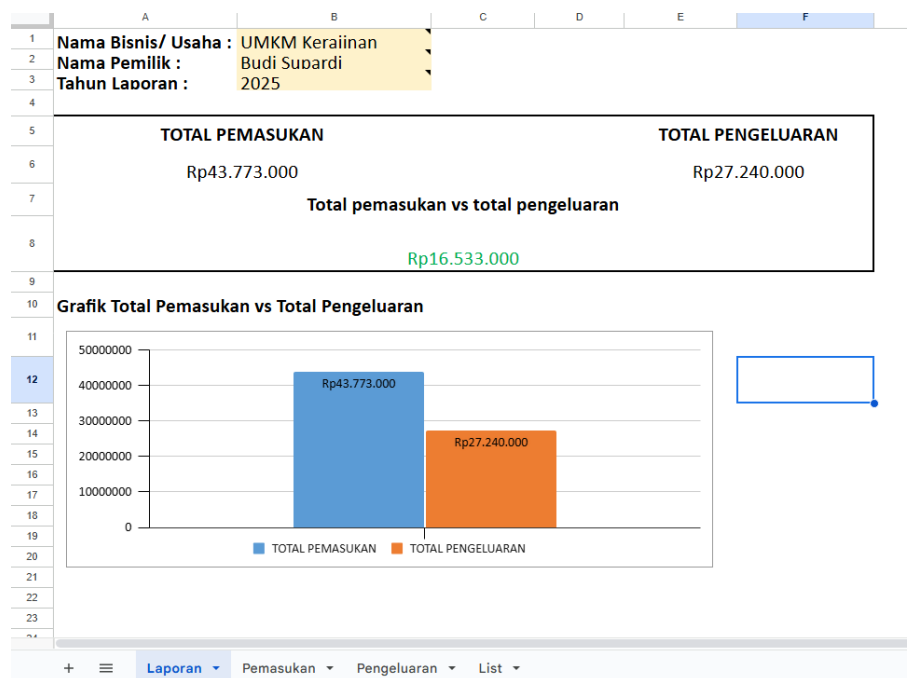 A B C D E F
1 Nama Bisnis/ Usaha : UMKM Kerajinan
2 Nama Pemilik : Budi Supardi
3 Tahun Laporan : 2025
4
5 TOTAL PEMASUKAN TOTAL PENGELUARAN
6 Rp43.773.000 Rp27.240.000
7 Total pemasukan vs total pengeluaran
8 Rp16.533.000
9
10 Grafik Total Pemasukan vs Total Pengeluaran
11
50000000
12 40000000 Rp43.773.000
13
14 30000000 Rp27.240.000
15
20000000
16
17 10000000
18
0
19
20 TOTAL PEMASUKAN TOTAL PENGELUARAN
21
22
23
24
+ Laporan Pemasukan Pengeluaran List